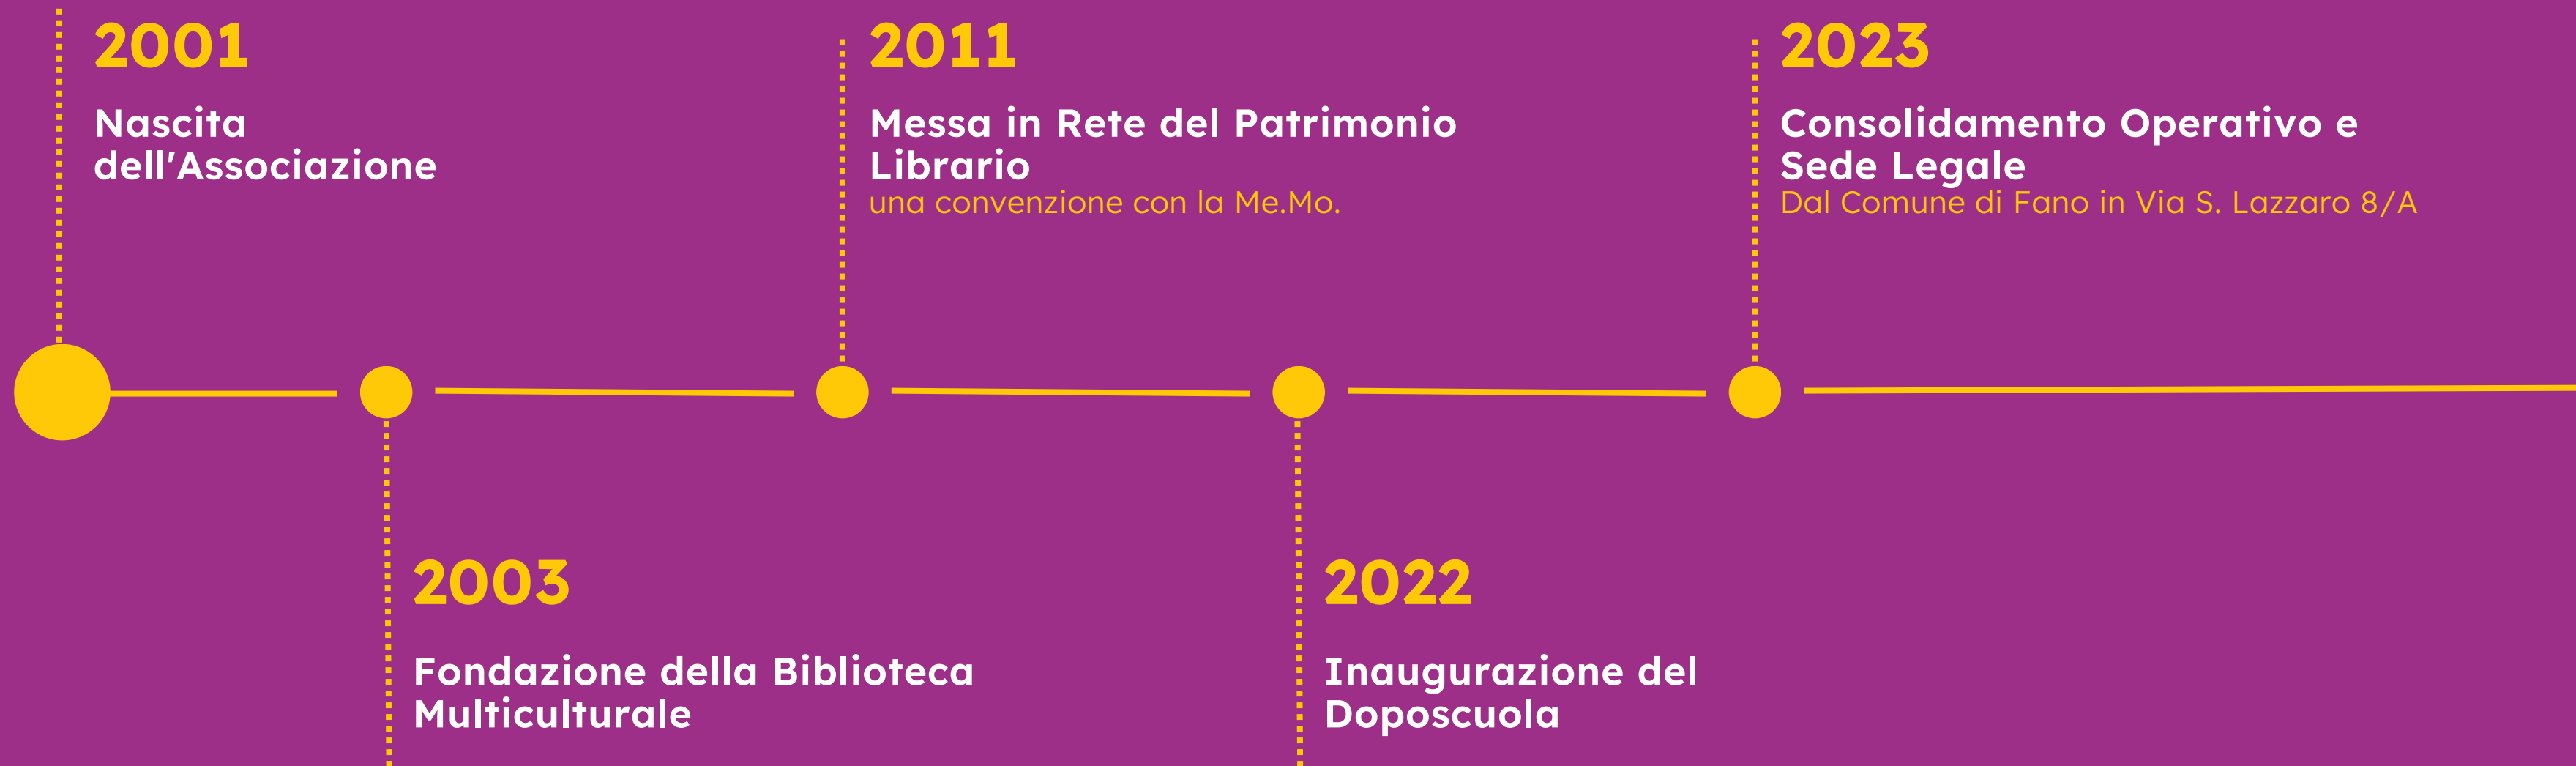 2001
Nascita
dell'Associazione
2003
Fondazione della Biblioteca
Multiculturale
2011
Messa in Rete del Patrimonio
Librario
una convenzione con la Me.Mo.
2022
Inaugurazione del
Doposcuola
2023
Consolidamento Operativo e
Sede Legale
Dal Comune di Fano in Via S. Lazzaro 8/A